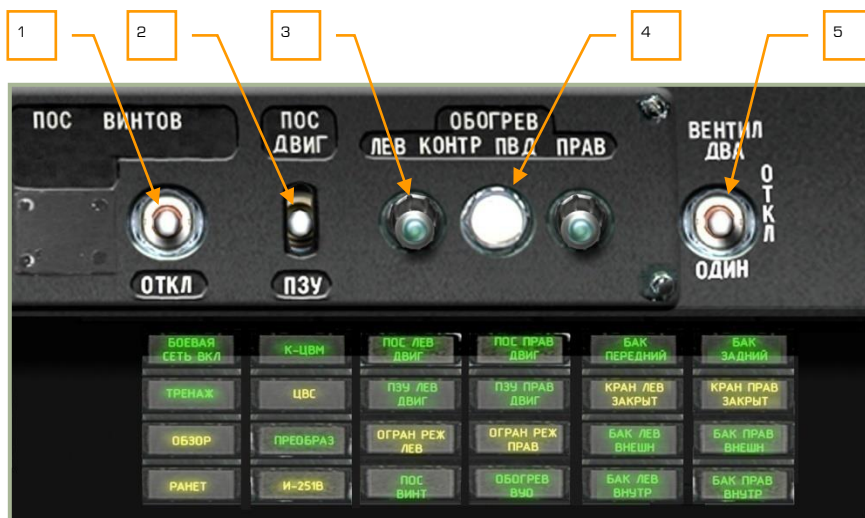 1
2
3
4
5
ПОС ВИНТОВ
ОТКЛ
ПОС
ДВИГ
ПЗУ
ОБОГРЕВ
ЛЕВ КОНТР ПВД ПРАВ
ВЕНТИЛ
ДВА
ОТКЛ
ОДИН
БОЕВАЯ
СЕТЬ ВКЛ
К-ЦВМ
ПОС ЛЕВ
ДВИГ
ПОС ПРАВ
ДВИГ
БАК
ПЕРЕДНИЙ
БАК
ЗАДНИЙ
ТРЕНАЖ
ЦВС
ПЗУ ЛЕВ
ДВИГ
ПЗУ ПРАВ
ДВИГ
КРАН ЛЕВ
ЗАКРЫТ
КРАН ПРАВ
ЗАКРЫТ
ОБЗОР
ПРЕОБРАЗ
ОГРАН РЕЖ
ЛЕВ
ОГРАН РЕЖ
ПРАВ
БАК ЛЕВ
ВНЕШН
БАК ПРАВ
ВНЕШН
РАНЕТ
И-251В
ПОС
ВИНТ
ОБОГРЕВ
ВУО
БАК ЛЕВ
ВНУТР
БАК ПРАВ
ВНУТР